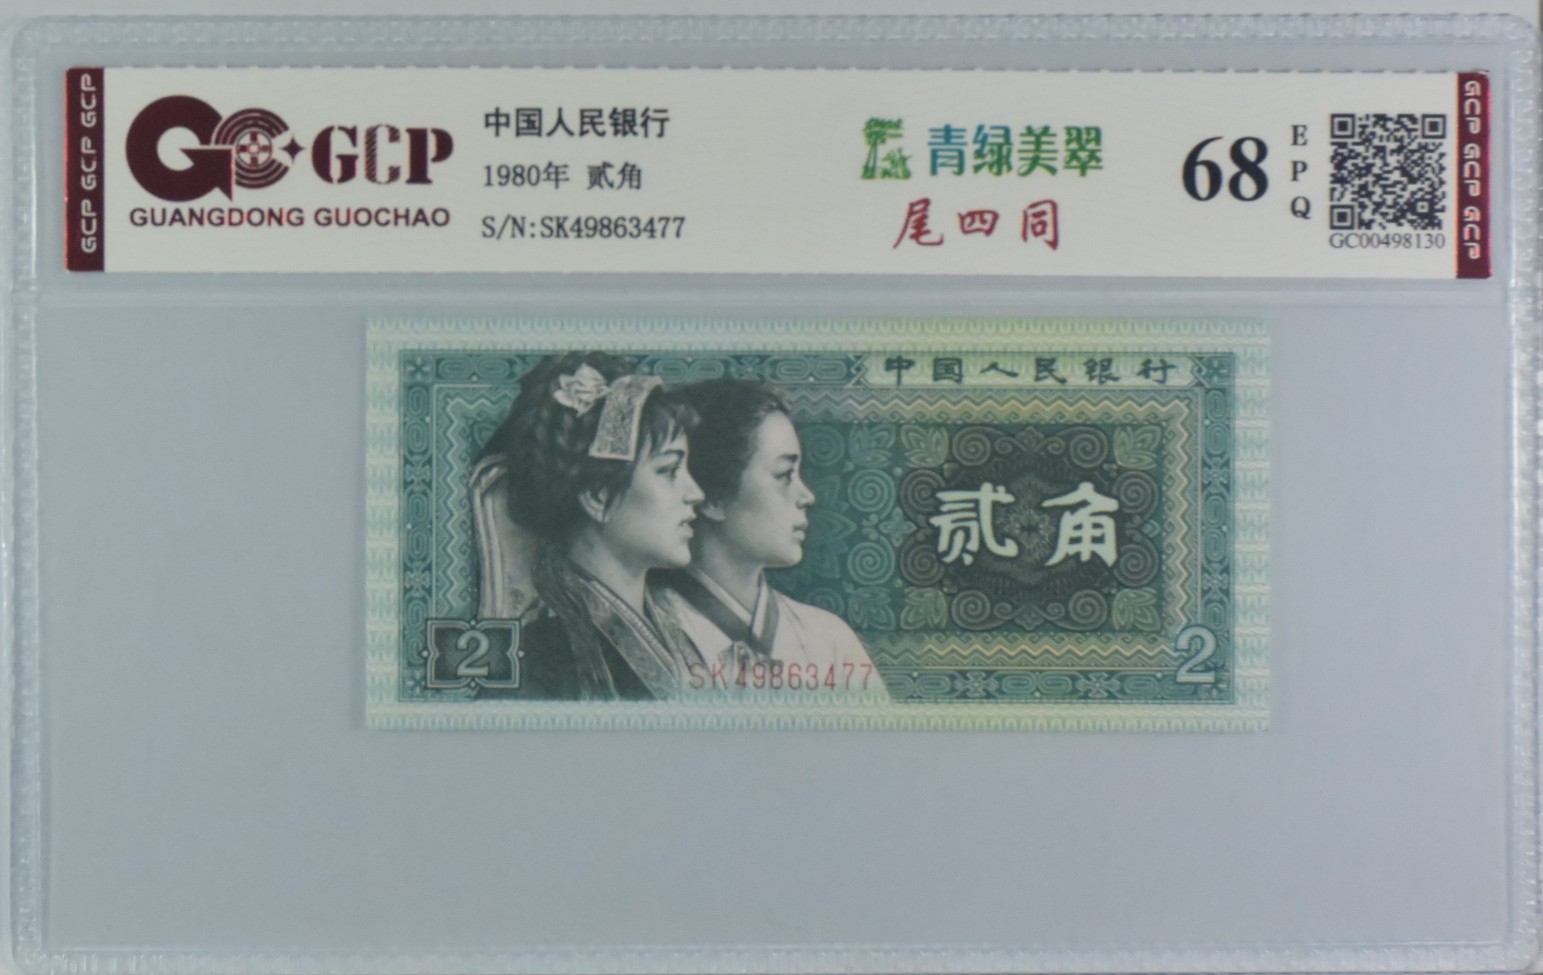 GCP GCP GCP
GCP
GUANGDONG GUOCHAO
中国人民银行
1980年 贰角
S/N:SK49863477
青绿美翠
尾四同
68
E
P
Q
GC00498130
GCP GCP GCP
中国人民银行
贰角
2
SK49863477
2